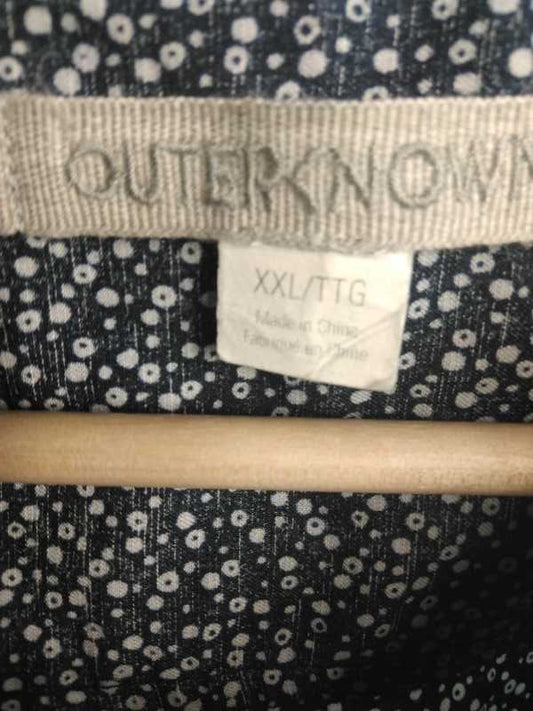 OUTERKNOWN
XXL/TTG
Made in China
Fabriqué en Chine